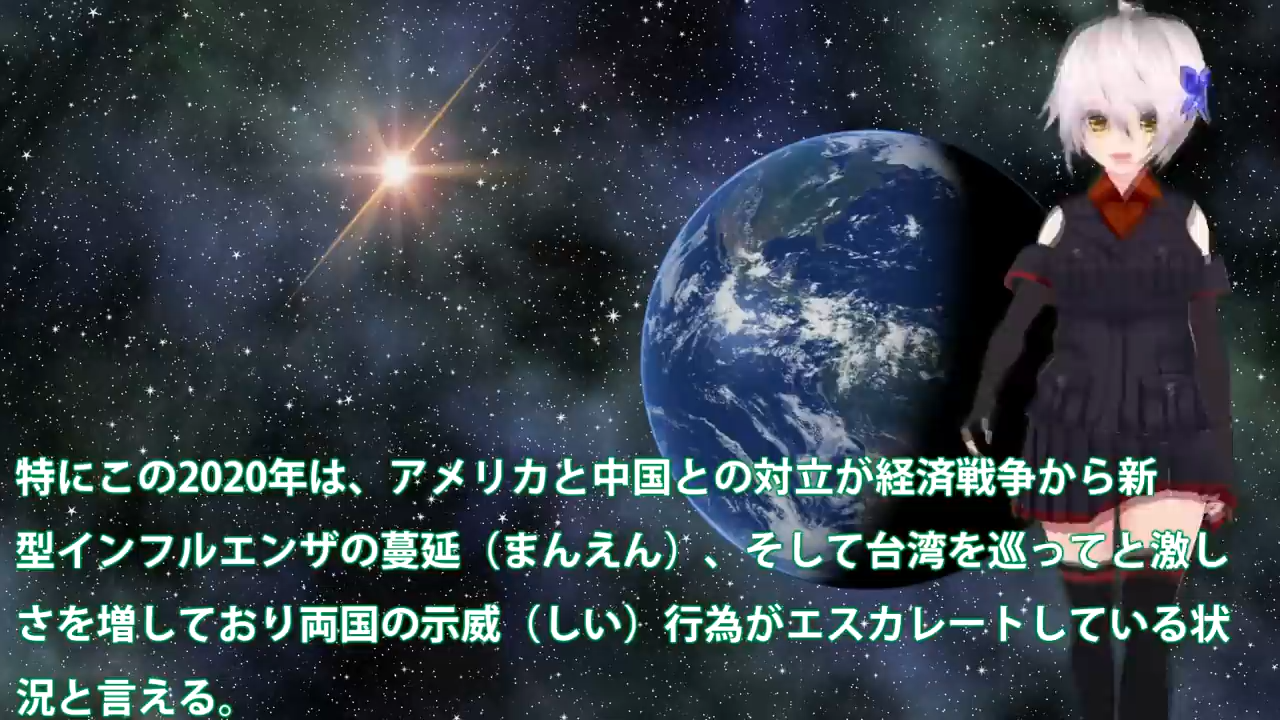 特にこの2020年は、アメリカと中国との対立が経済戦争から新
型インフルエンザの蔓延（まんえん）、そして台湾を巡ってと激し
さを増しており両国の示威（しい）行為がエスカレートしている状
況と言える。